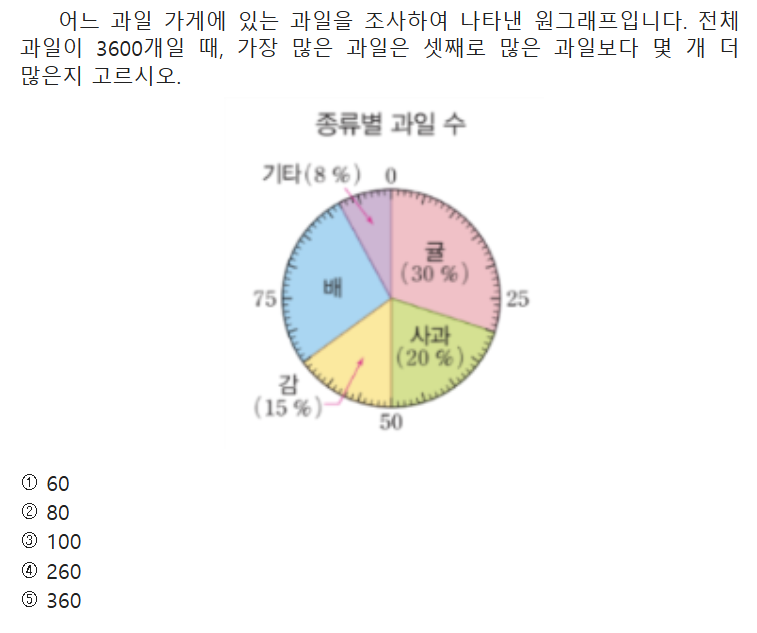 어느 과일 가게에 있는 과일을 조사하여 나타낸 원그래프입니다. 전체
과일이 3600개일 때, 가장 많은 과일은 셋째로 많은 과일보다 몇 개 더
많은지 고르시오.
종류별 과일 수
기타(8 %) 0
귤
(30 %)
배
75
25
사과
(20 %)
감
(15 %)
50
① 60
② 80
③ 100
④ 260
⑤ 360